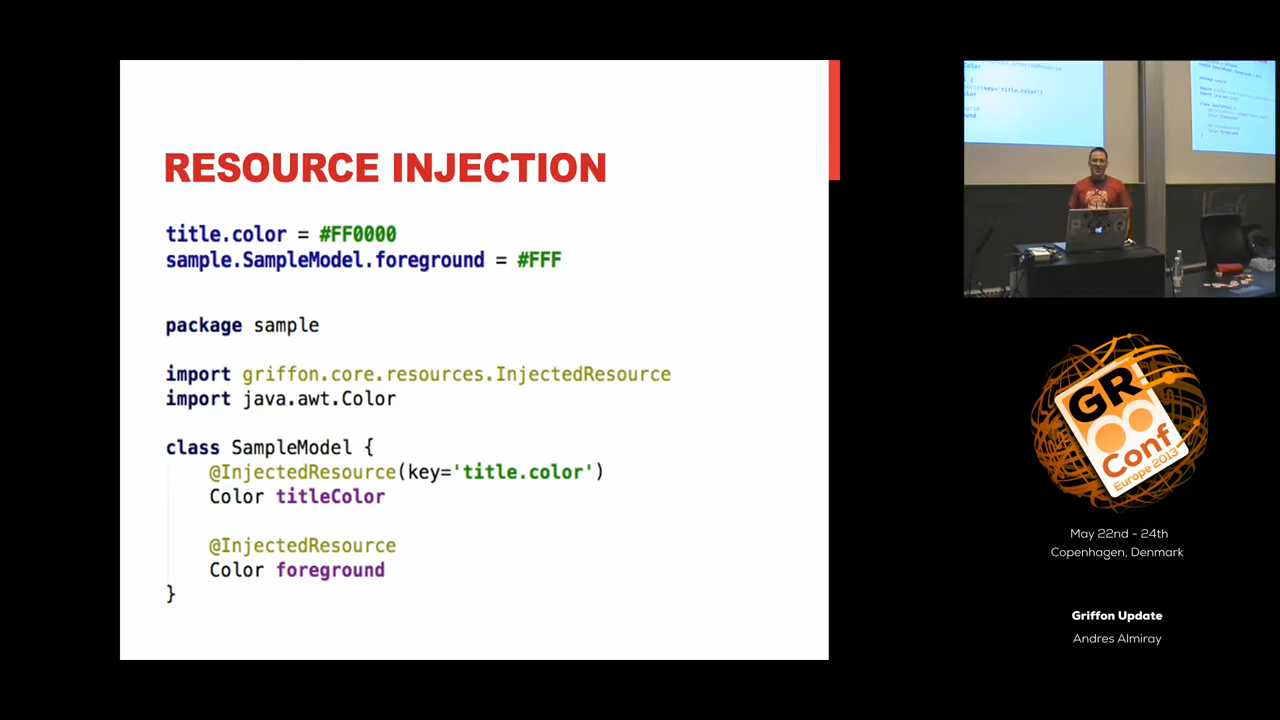 RESOURCE INJECTION
title.color = #FF0000
sample.SampleModel.foreground = #FFF
package sample
import griffon.core.resources.InjectedResource
import java.awt.Color
class SampleModel {
@InjectedResource(key='title.color')
Color titleColor
@InjectedResource
Color foreground
}
GR8
Conf
Europe 2013
May 22nd - 24th
Copenhagen, Denmark
Griffon Update
Andres Almiray